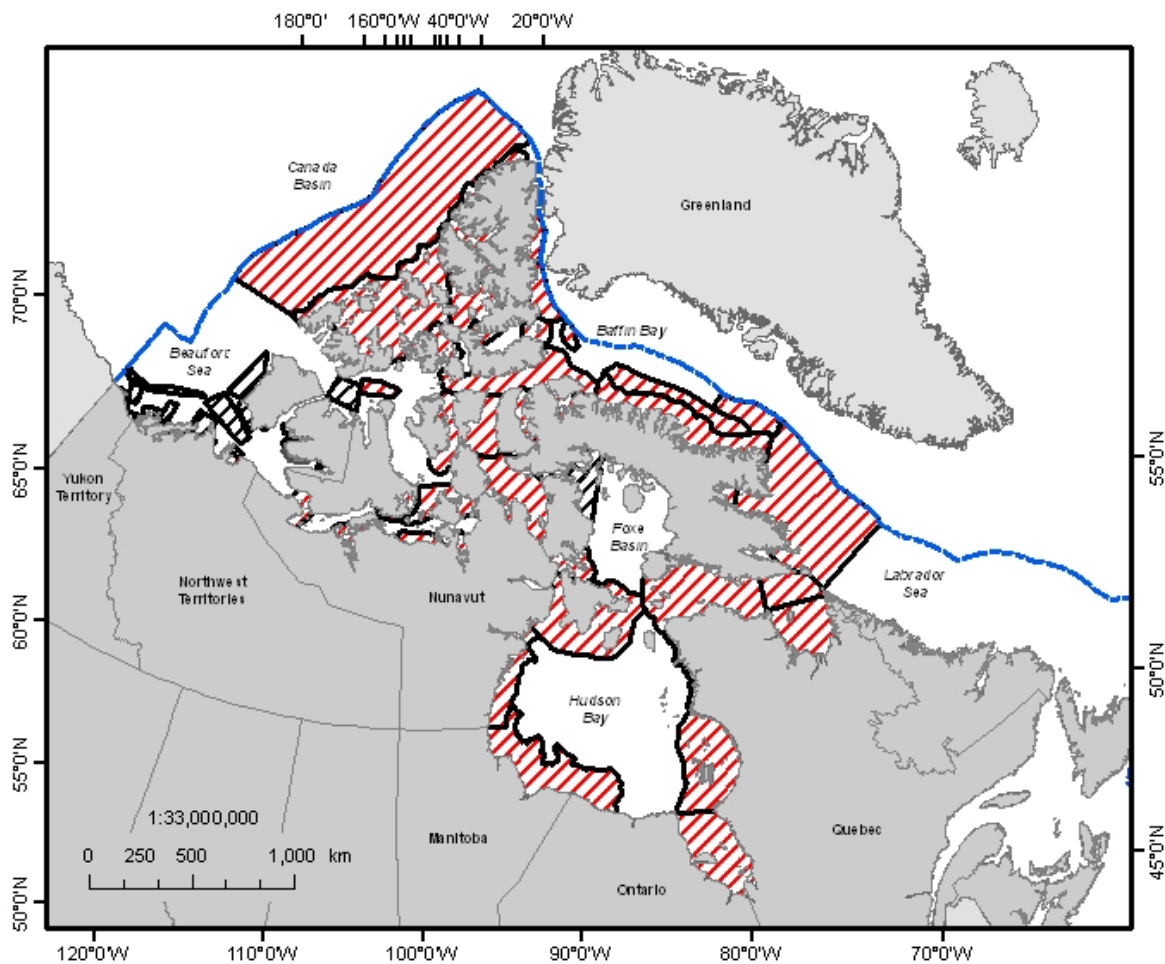 180°0' 160°0'W 40°0'W 20°0'W
Canada
Basin
Greenland
70°0'N
Baffin Bay
Beaufort
Sea
65°0'N
55°0'N
Yukon
Territory
Foxe
Basin
Labrador
Sea
Northwest
Territories
Nunavut
60°0'N
50°0'N
Hudson
Bay
55°0'N
1:33,000,000
Manitoba
Quebec
45°0'N
0 250 500 1,000 km
Ontario
50°0'N
120°0'W 110°0'W 100°0'W 90°0'W 80°0'W 70°0'W